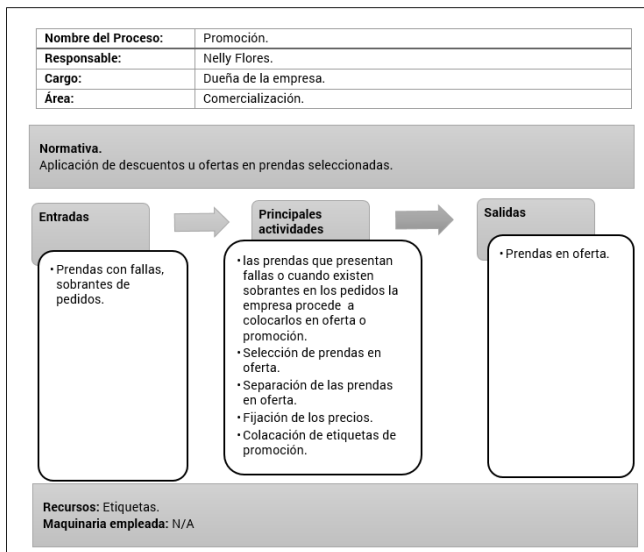 Nombre del Proceso: Promoción.
Responsable: Nelly Flores.
Cargo: Dueña de la empresa.
Área: Comercialización.
Normativa.
Aplicación de descuentos u ofertas en prendas seleccionadas.
Entradas
• Prendas con fallas,
sobrantes de
pedidos.
Principales
actividades
• las prendas que presentan
fallas o cuando existen
sobrantes en los pedidos la
empresa procede a
colocarlos en oferta o
promoción.
• Selección de prendas en
oferta.
• Separación de las prendas
en oferta.
• Fijación de los precios.
• Colacación de etiquetas de
promoción.
Salidas
• Prendas en oferta.
Recursos: Etiquetas.
Maquinaria empleada: N/A